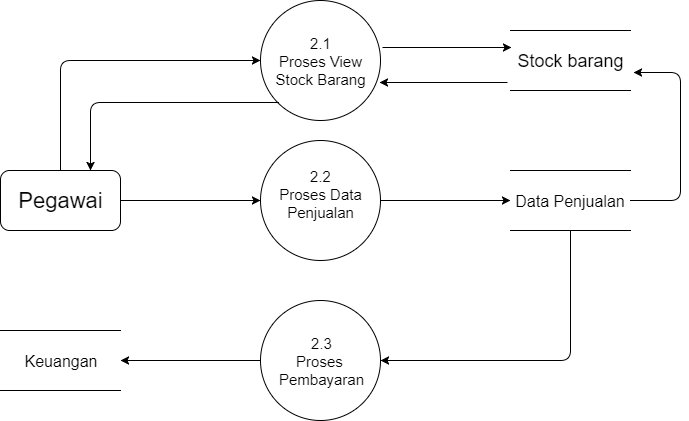 2.1
Proses View
Stock Barang
Stock barang
Pegawai
2.2
Proses Data
Penjualan
Data Penjualan
2.3
Proses
Pembayaran
Keuangan